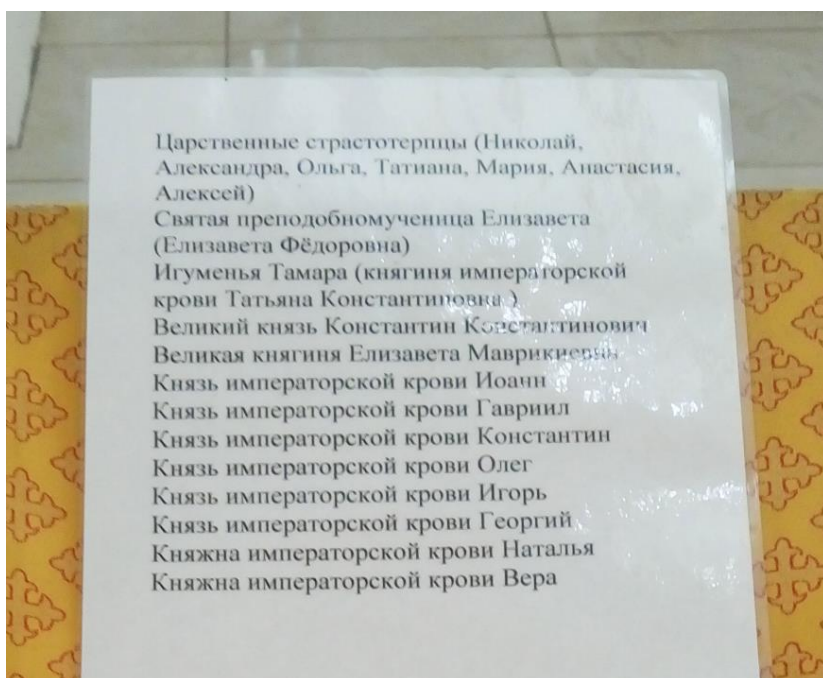 Царственные страстотерпцы (Николай,
Александра, Ольга, Татиана, Мария, Анастасия,
Алексей)
Святая преподобномученица Елизавета
(Елизавета Фёдоровна)
Игуменья Тамара (княгиня императорской
крови Татьяна Константиновна )
Великий князь Константин Константинович
Великая княгиня Елизавета Маврикиевна
Князь императорской крови Иоанн
Князь императорской крови Гавриил
Князь императорской крови Константин
Князь императорской крови Олег
Князь императорской крови Игорь
Князь императорской крови Георгий
Княжна императорской крови Наталья
Княжна императорской крови Вера